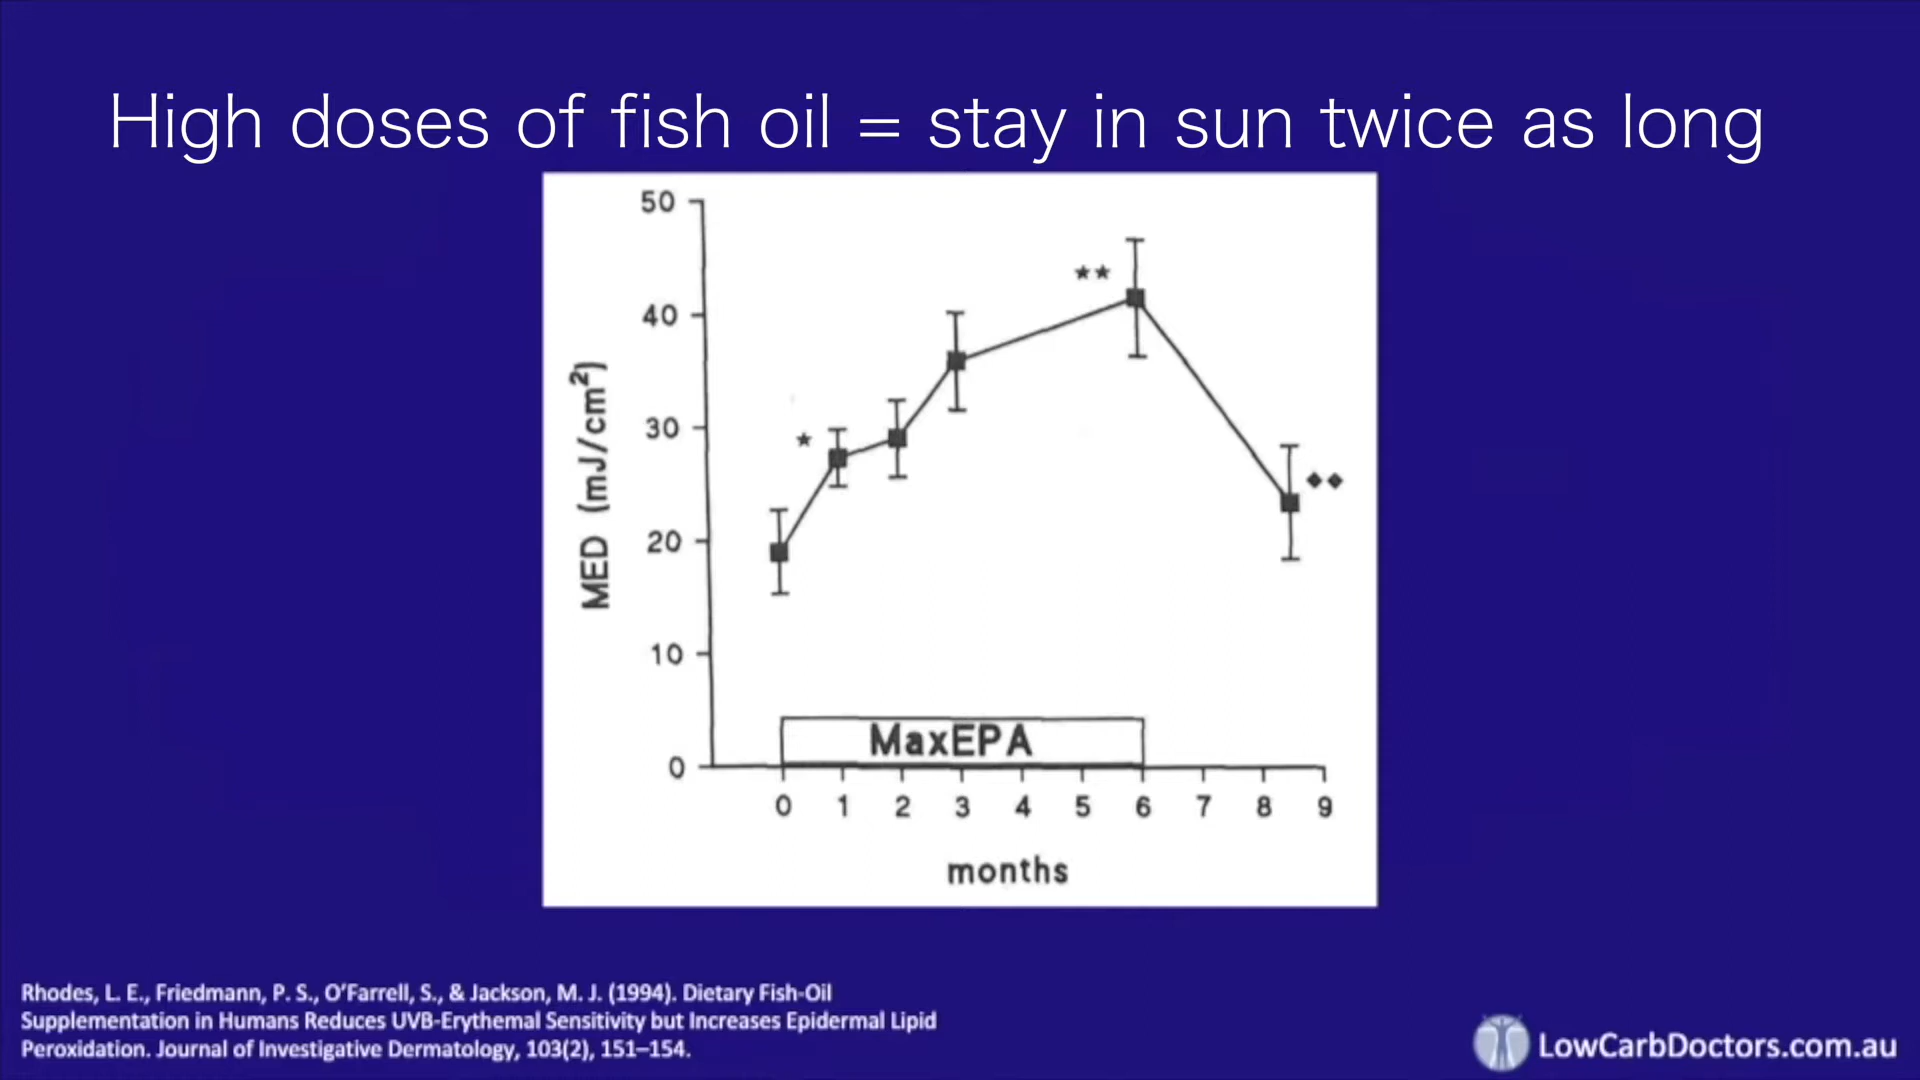 High doses of fish oil = stay in sun twice as long
50
40
30
20
10
0
MED (mJ/cm²)
★
★★
◆◆
MaxEPA
0 1 2 3 4 5 6 7 8 9
months
Rhodes, L. E., Friedmann, P. S., O'Farrell, S., & Jackson, M. J. (1994). Dietary Fish-Oil
Supplementation in Humans Reduces UVB-Erythemal Sensitivity but Increases Epidermal Lipid
Peroxidation. Journal of Investigative Dermatology, 103(2), 151–154.
LowCarbDoctors.com.au